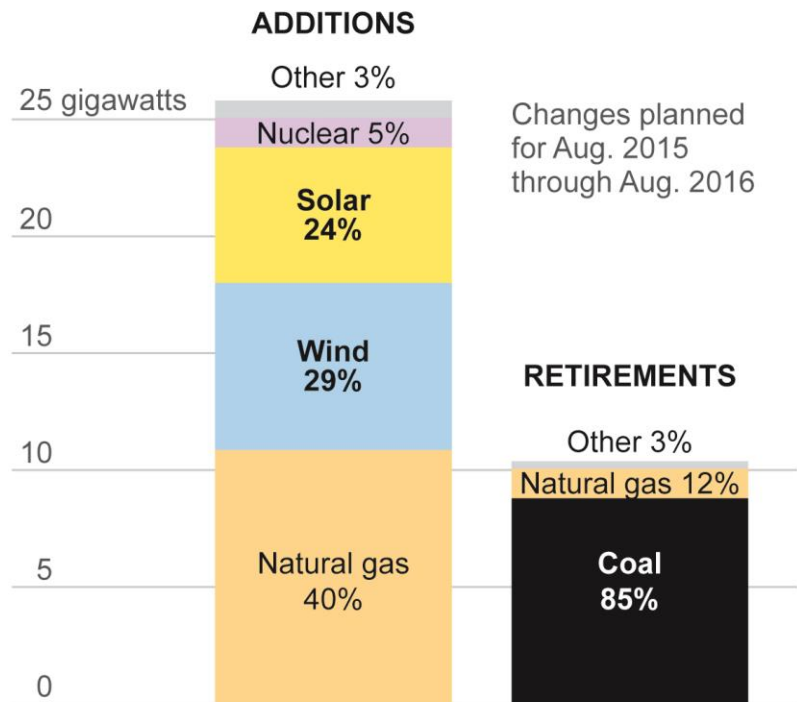 ADDITIONS
Other 3%
25 gigawatts
Nuclear 5%
Changes planned
for Aug. 2015
through Aug. 2016
Solar
24%
20
Wind
29%
15
RETIREMENTS
Other 3%
10
Natural gas 12%
Natural gas
40%
Coal
85%
5
0